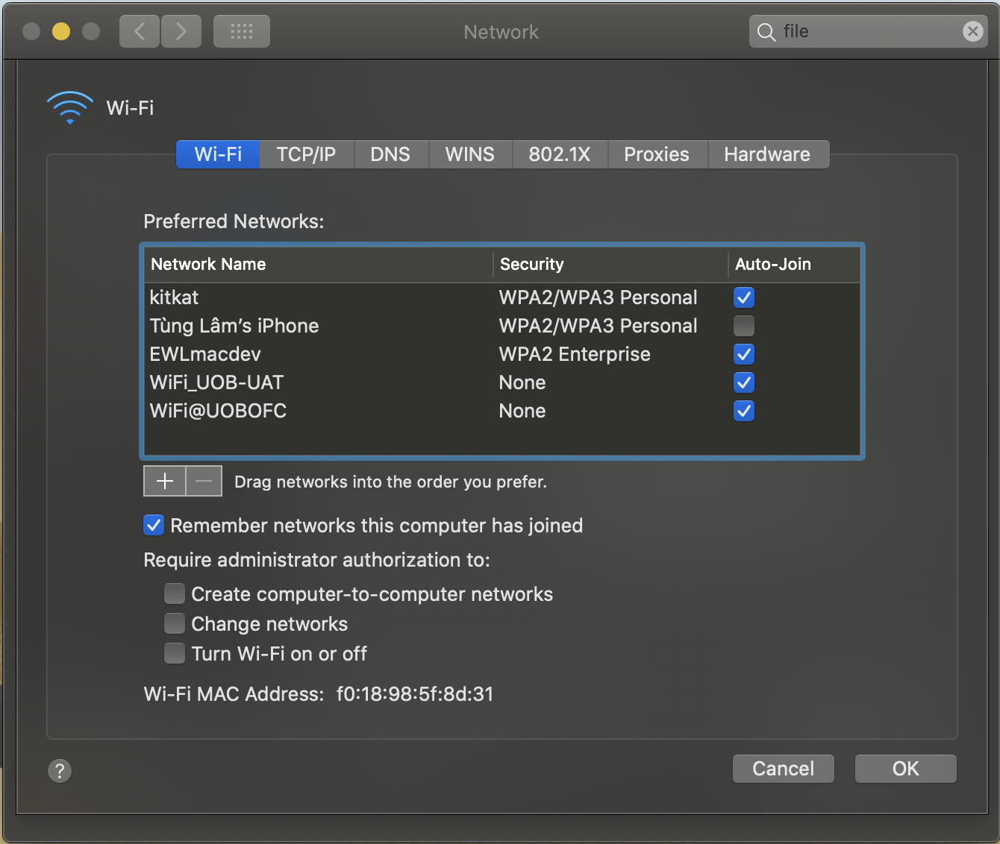 Network
file
Wi-Fi
Wi-Fi TCP/IP DNS WINS 802.1X Proxies Hardware
Preferred Networks:
Network Name Security Auto-Join
kitkat WPA2/WPA3 Personal
Tùng Lâm’s iPhone WPA2/WPA3 Personal
EWLmacdev WPA2 Enterprise
WiFi_UOB-UAT None
WiFi@UOBOFC None
Drag networks into the order you prefer.
Remember networks this computer has joined
Require administrator authorization to:
Create computer-to-computer networks
Change networks
Turn Wi-Fi on or off
Wi-Fi MAC Address: f0:18:98:5f:8d:31
? Cancel OK